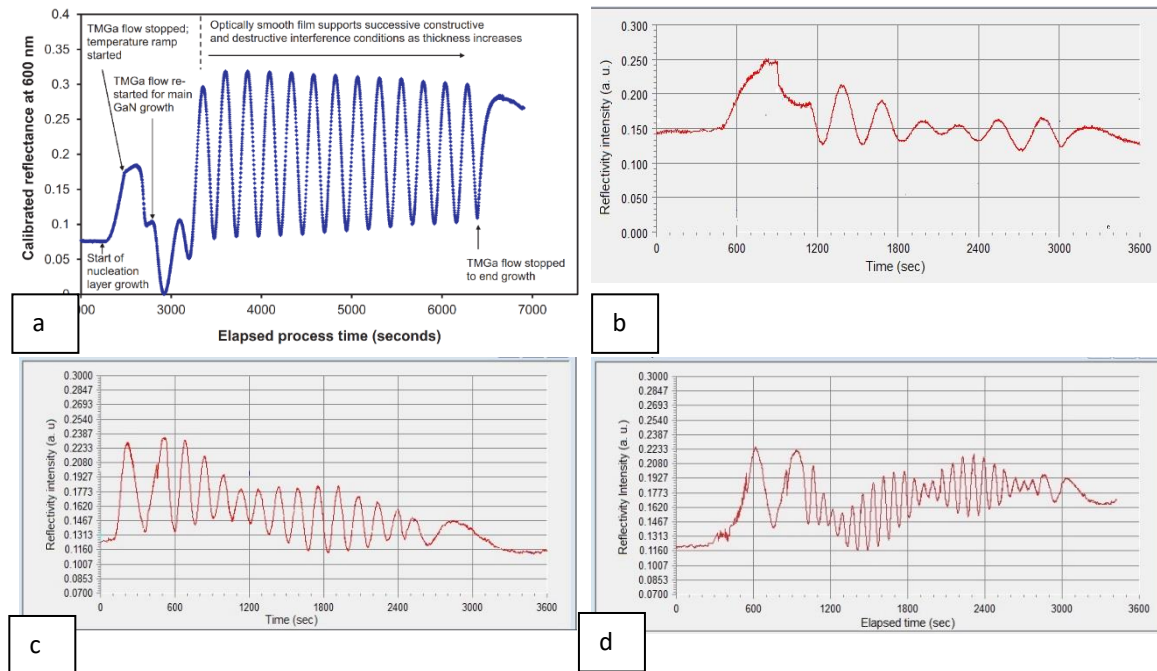 0.4
0.35
0.3
0.25
0.2
0.15
0.1
0.05
Calibrated reflectance at 600 nm
TMGa flow stopped;
temperature ramp
started
TMGa flow re-
started for main
GaN growth
Optically smooth film supports successive constructive
and destructive interference conditions as thickness increases
Start of
nucleation
layer growth
TMGa flow stopped
to end growth
3000 4000 5000 6000 7000
Elapsed process time (seconds)
a
0.300
0.250
0.200
0.150
0.100
0.050
0.000
Reflectivity intensity (a. u.)
0 600 1200 1800 2400 3000 3600
Time (sec)
b
0.3000
0.2847
0.2693
0.2540
0.2387
0.2233
0.2080
0.1927
0.1773
0.1620
0.1467
0.1313
0.1160
0.1007
0.0853
0.0700
Reflectivity intensity (a. u)
0 600 1200 1800 2400 3000 3600
Time (sec)
c
0.3000
0.2847
0.2693
0.2540
0.2387
0.2233
0.2080
0.1927
0.1773
0.1620
0.1467
0.1313
0.1160
0.1007
0.0853
0.0700
Reflectivity Intensity (a. u.)
0 600 1200 1800 2400 3000 3600
Elapsed time (sec)
d